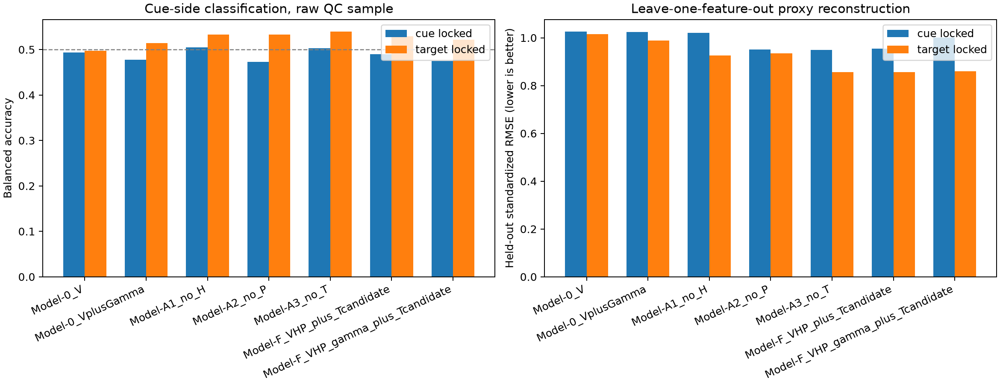 Cue-side classification, raw QC sample
cue locked
target locked
Balanced accuracy
0.5
0.4
0.3
0.2
0.1
0.0
Model-0_V
Model-0_VplusGamma
Model-A1_no_H
Model-A2_no_P
Model-A3_no_T
Model-F_VHP_plus_Tcandidate
Model-F_VHP_gamma_plus_Tcandidate
Leave-one-feature-out proxy reconstruction
cue locked
target locked
Held-out standardized RMSE (lower is better)
1.0
0.8
0.6
0.4
0.2
0.0
Model-0_V
Model-0_VplusGamma
Model-A1_no_H
Model-A2_no_P
Model-A3_no_T
Model-F_VHP_plus_Tcandidate
Model-F_VHP_gamma_plus_Tcandidate